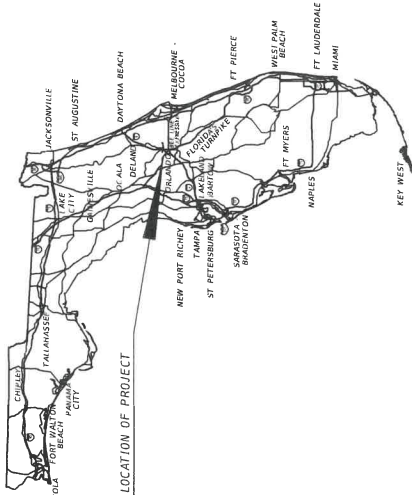 JACKSONVILLE
ST AUGUSTINE
DAYTONA BEACH
MELBOURNE -
COCOA
FT PIERCE
WEST PALM
BEACH
FT LAUDERDALE
MIAMI
LAKE
CITY
GAINESVILLE
OCALA
DELAND
ORLANDO
FLORIDA'S
TURNPIKE
LAKELAND
BARTOW
FT MYERS
NAPLES
KEY WEST
NEW PORT RICHEY
TAMPA
ST PETERSBURG
SARASOTA
BRADENTON
CHIPLEY
TALLAHASSEE
FORT WALTON
BEACH
PANAMA
CITY
OLA
LOCATION OF PROJECT